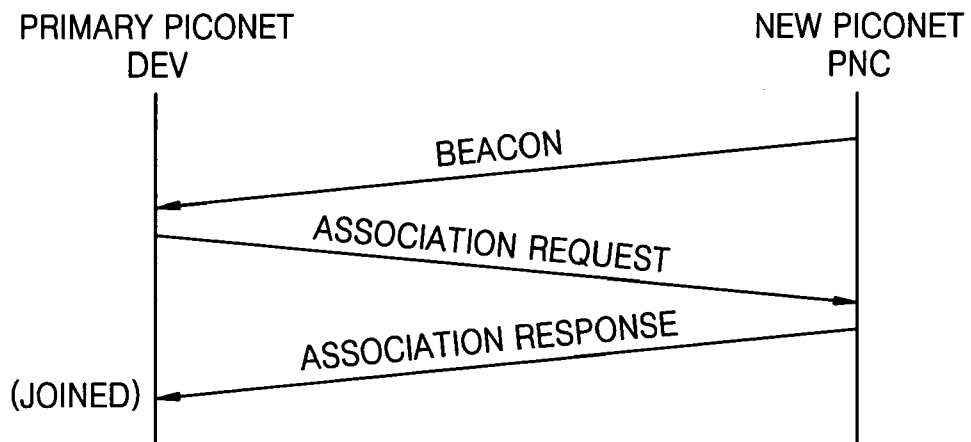 PRIMARY PICONET
DEV
NEW PICONET
PNC
BEACON
ASSOCIATION REQUEST
ASSOCIATION RESPONSE
(JOINED)